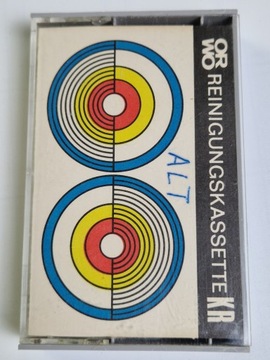 ORWO REINIGUNGSKASSETTE KR
ALT